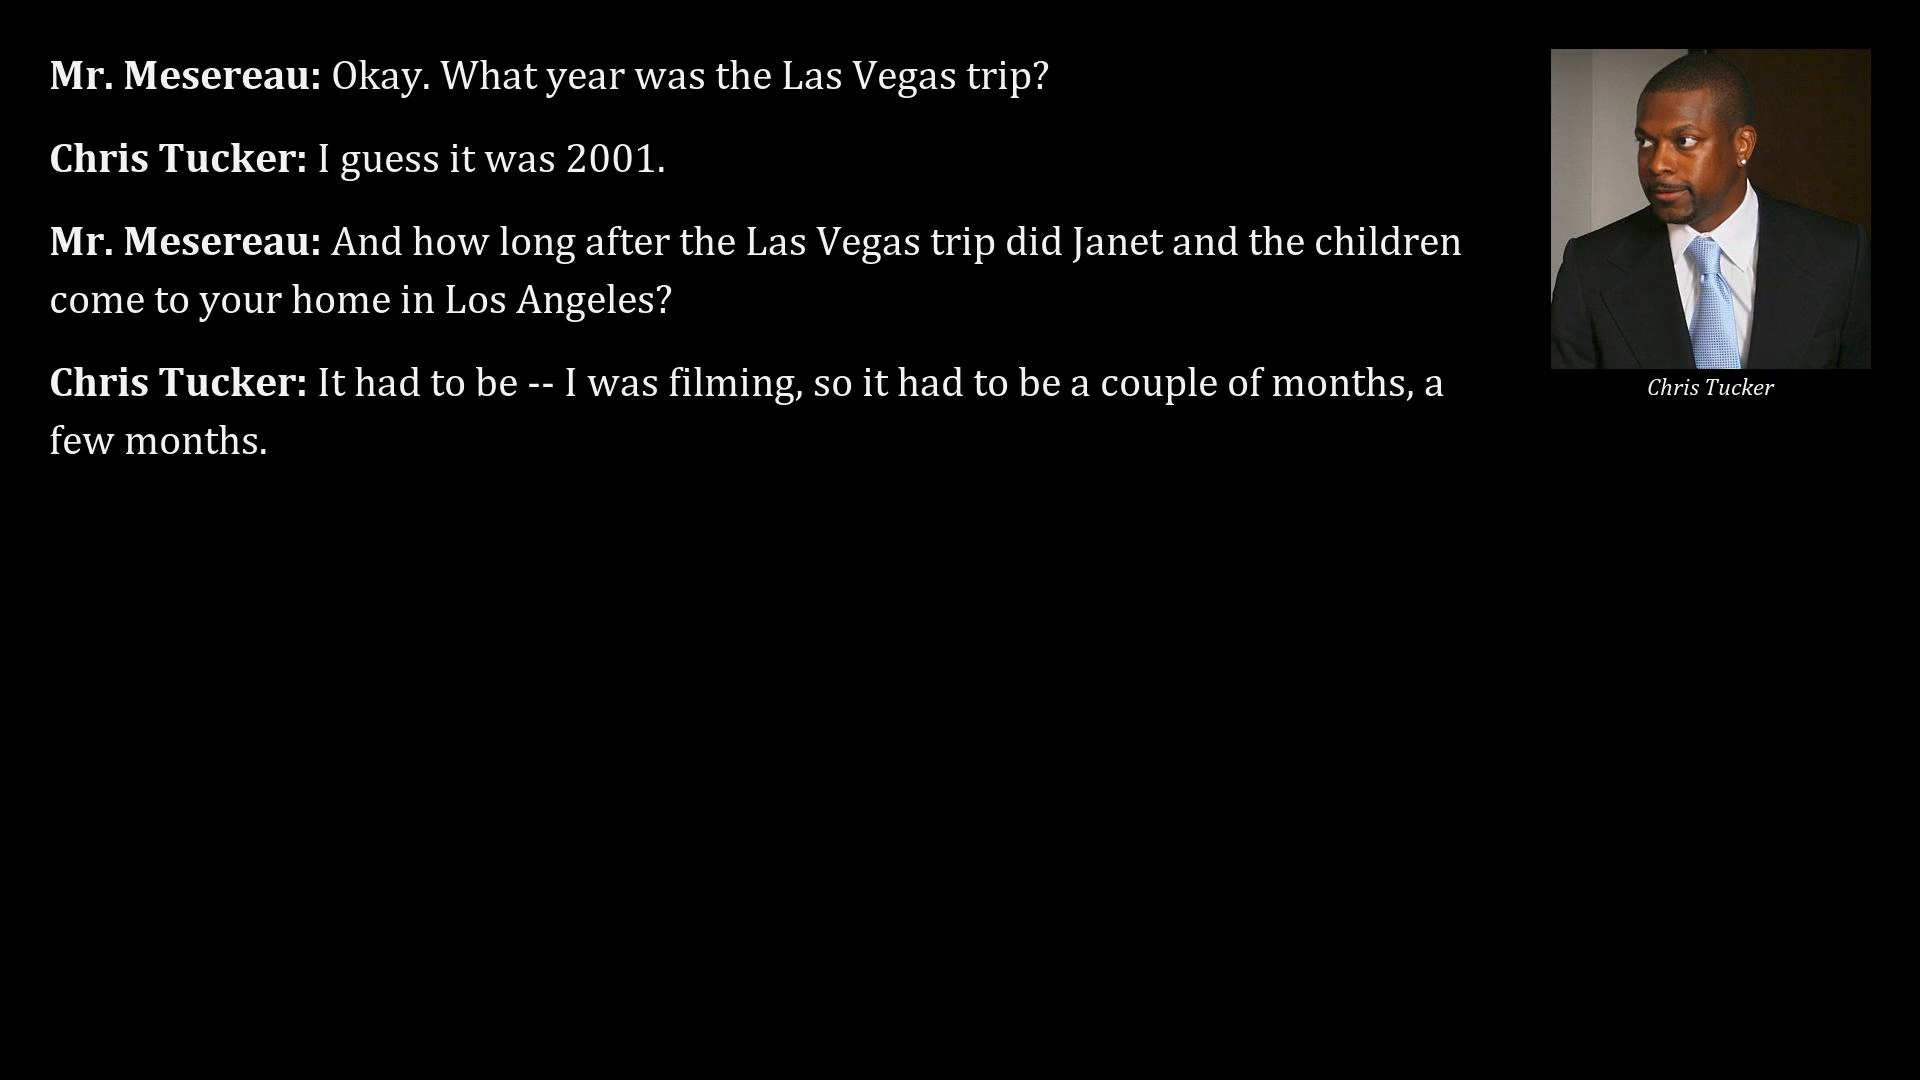 Mr. Mesereau: Okay. What year was the Las Vegas trip?
Chris Tucker: I guess it was 2001.
Mr. Mesereau: And how long after the Las Vegas trip did Janet and the children
come to your home in Los Angeles?
Chris Tucker: It had to be -- I was filming, so it had to be a couple of months, a
few months.
Chris Tucker